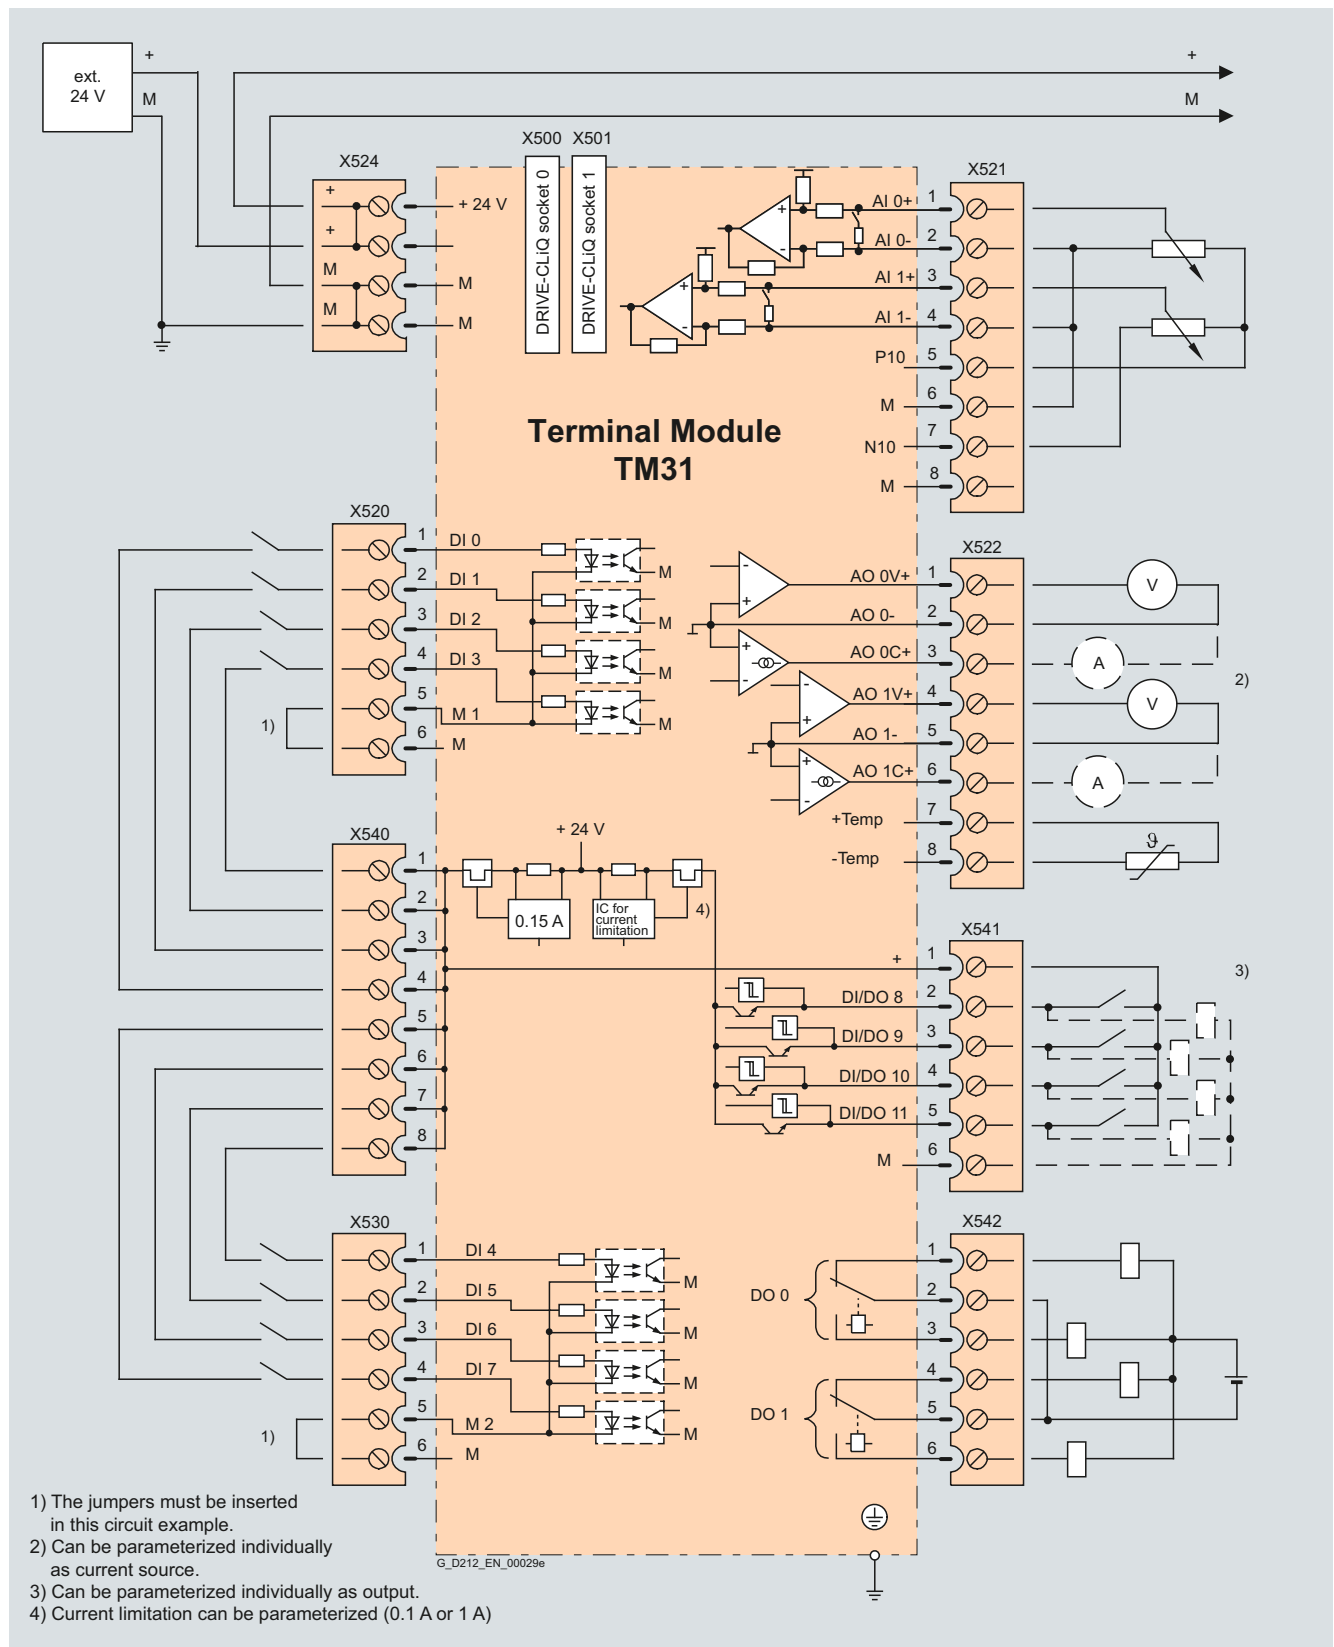 ext.
24 V
+
M
+
M
X500 X501
X524
+
+
M
M
+ 24 V
M
M
DRIVE-CLiQ socket 0
DRIVE-CLiQ socket 1
X521
+
-
+
-
AI 0+ 1
AI 0- 2
AI 1+ 3
AI 1- 4
P10 5
M 6
N10 7
M 8
Terminal Module
TM31
X520
1 DI 0
2 DI 1
3 DI 2
4 DI 3
5 M 1
6 M
M
M
M
M
1)
X522
-
+
+
-
-
+
+
-
AO 0V+ 1
AO 0- 2
AO 0C+ 3
AO 1V+ 4
AO 1- 5
AO 1C+ 6
+Temp 7
-Temp 8
V
A
V
A
2)
ϑ
X540
1
2
3
4
5
6
7
8
+ 24 V
0.15 A
IC for
current
limitation
4)
X541
+ 1
DI/DO 8 2
DI/DO 9 3
DI/DO 10 4
DI/DO 11 5
M 6
3)
X530
1 DI 4
2 DI 5
3 DI 6
4 DI 7
5 M 2
6 M
M
M
M
M
1)
X542
DO 0
1
2
3
DO 1
4
5
6
1) The jumpers must be inserted
in this circuit example.
2) Can be parameterized individually
as current source.
3) Can be parameterized individually as output.
4) Current limitation can be parameterized (0.1 A or 1 A)
G_D212_EN_00029e